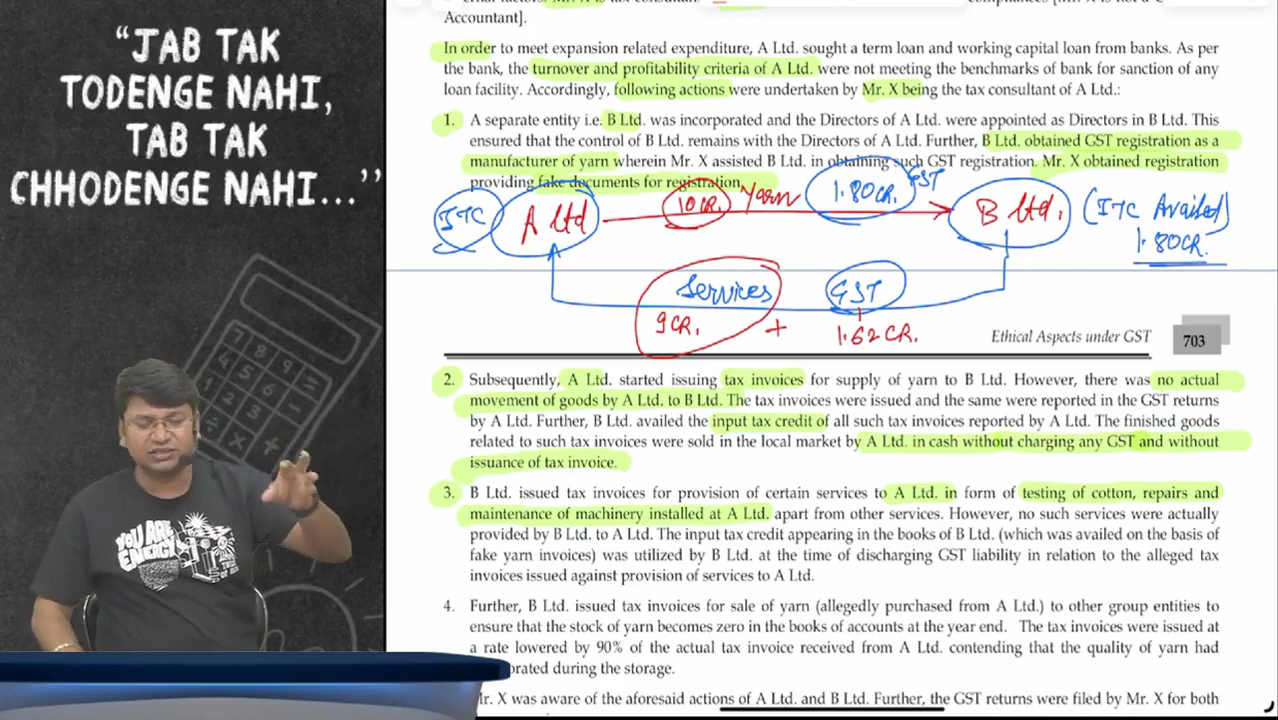 “JAB TAK
TODENGE NAHI,
TAB TAK
CHHODENGE NAHI...’’
YOU ARE
ENERGY
Accountant].
In order to meet expansion related expenditure, A Ltd. sought a term loan and working capital loan from banks. As per
the bank, the turnover and profitability criteria of A Ltd. were not meeting the benchmarks of bank for sanction of any
loan facility. Accordingly, following actions were undertaken by Mr. X being the tax consultant of A Ltd.:
1. A separate entity i.e. B Ltd. was incorporated and the Directors of A Ltd. were appointed as Directors in B Ltd. This
ensured that the control of B Ltd. remains with the Directors of A Ltd. Further, B Ltd. obtained GST registration as a
manufacturer of yarn wherein Mr. X assisted B Ltd. in obtaining such GST registration. Mr. X obtained registration
providing fake documents for registration.
ITC A Ltd 10CR. Yarn 1.80CR. GST B Ltd. (ITC Availed)
1.80CR.
Services GST
9CR. + 1.62CR.
Ethical Aspects under GST 703
2. Subsequently, A Ltd. started issuing tax invoices for supply of yarn to B Ltd. However, there was no actual
movement of goods by A Ltd. to B Ltd. The tax invoices were issued and the same were reported in the GST returns
by A Ltd. Further, B Ltd. availed the input tax credit of all such tax invoices reported by A Ltd. The finished goods
related to such tax invoices were sold in the local market by A Ltd. in cash without charging any GST and without
issuance of tax invoice.
3. B Ltd. issued tax invoices for provision of certain services to A Ltd. in form of testing of cotton, repairs and
maintenance of machinery installed at A Ltd. apart from other services. However, no such services were actually
provided by B Ltd. to A Ltd. The input tax credit appearing in the books of B Ltd. (which was availed on the basis of
fake yarn invoices) was utilized by B Ltd. at the time of discharging GST liability in relation to the alleged tax
invoices issued against provision of services to A Ltd.
4. Further, B Ltd. issued tax invoices for sale of yarn (allegedly purchased from A Ltd.) to other group entities to
ensure that the stock of yarn becomes zero in the books of accounts at the year end. The tax invoices were issued at
a rate lowered by 90% of the actual tax invoice received from A Ltd. contending that the quality of yarn had
orated during the storage.
Mr. X was aware of the aforesaid actions of A Ltd. and B Ltd. Further, the GST returns were filed by Mr. X for both